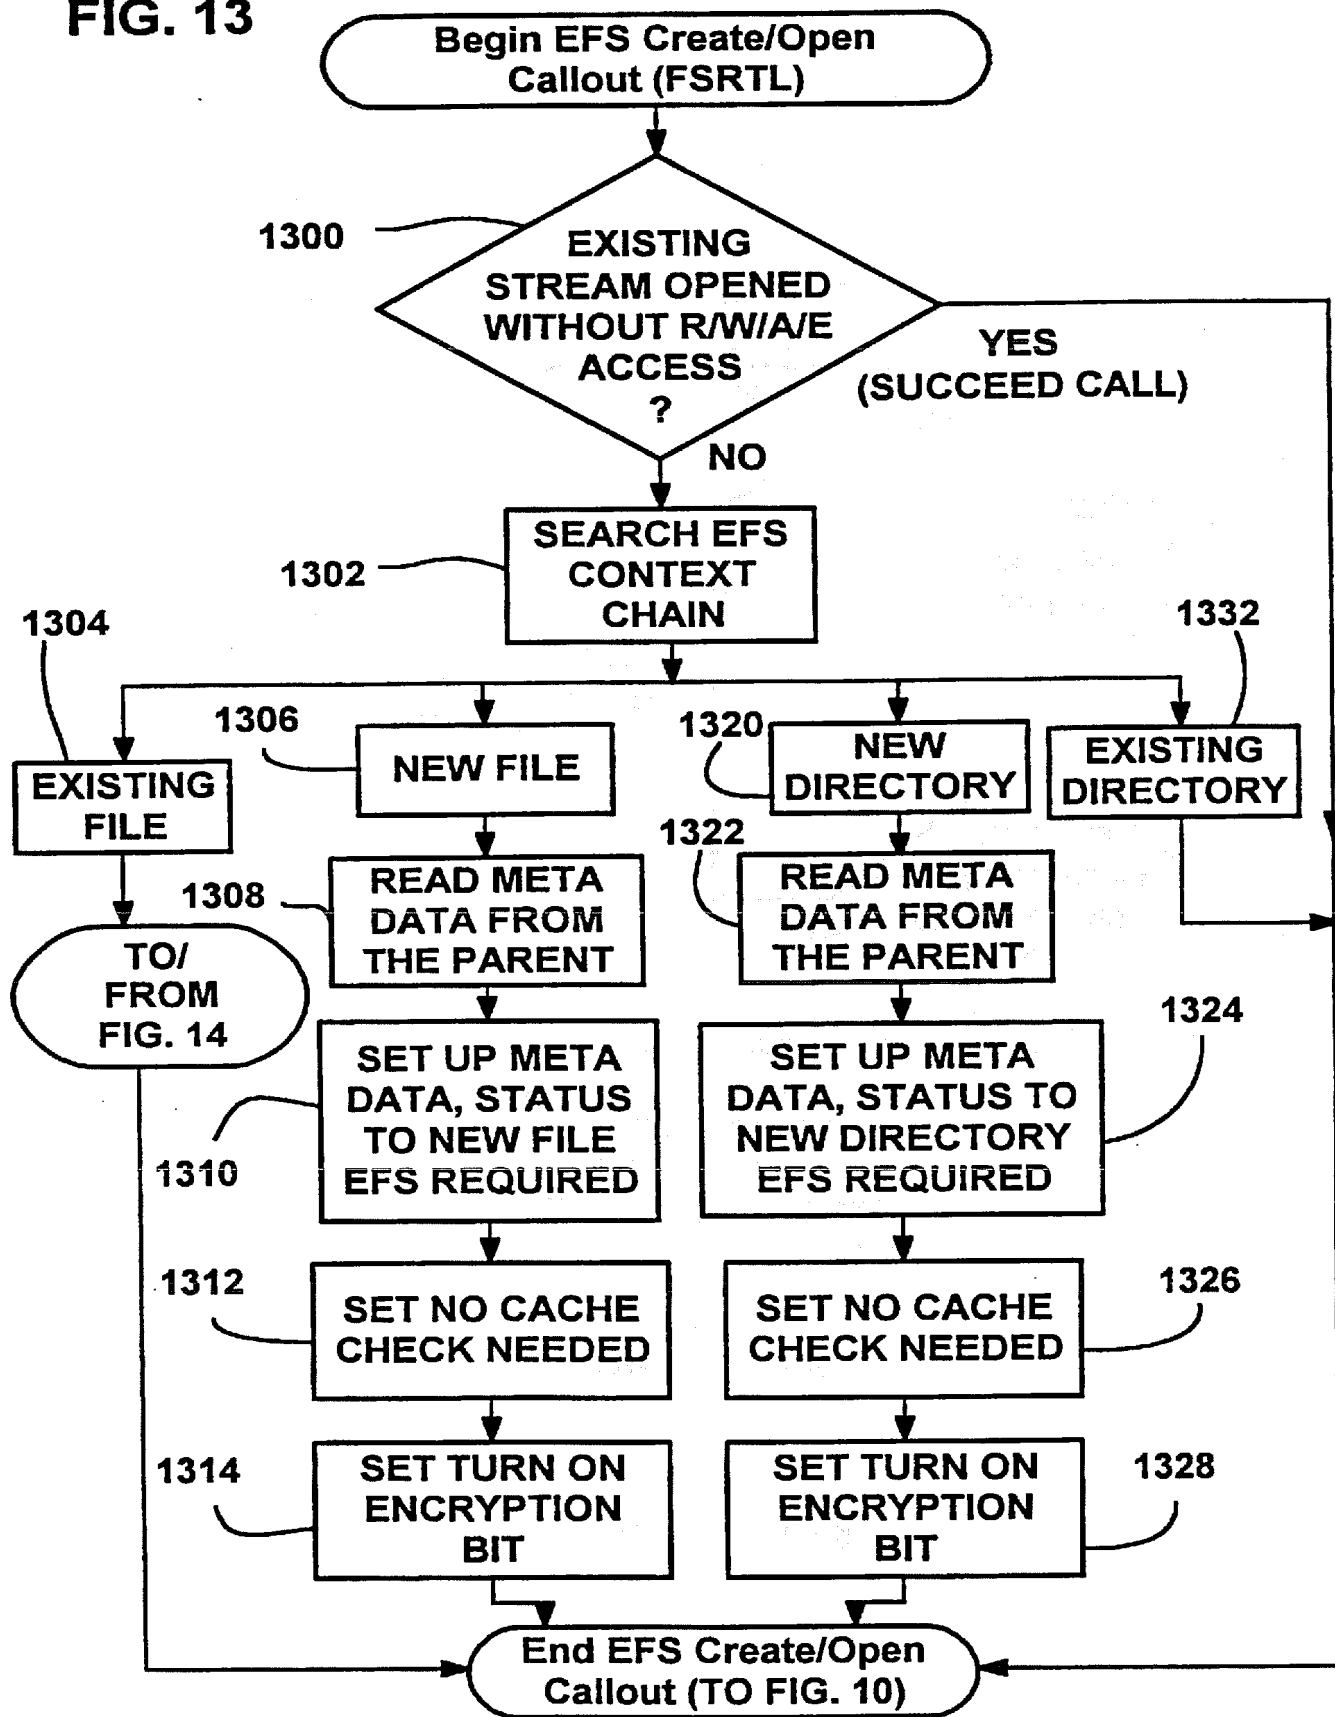 FIG. 13
Begin EFS Create/Open
Callout (FSRTL)
1300
EXISTING
STREAM OPENED
WITHOUT R/W/A/E
ACCESS
?
YES
(SUCCEED CALL)
NO
1302
SEARCH EFS
CONTEXT
CHAIN
1304
EXISTING
FILE
TO/
FROM
FIG. 14
1306
NEW FILE
1308
READ META
DATA FROM
THE PARENT
1310
SET UP META
DATA, STATUS
TO NEW FILE
EFS REQUIRED
1312
SET NO CACHE
CHECK NEEDED
1314
SET TURN ON
ENCRYPTION
BIT
1320
NEW
DIRECTORY
1322
READ META
DATA FROM
THE PARENT
1324
SET UP META
DATA, STATUS TO
NEW DIRECTORY
EFS REQUIRED
1326
SET NO CACHE
CHECK NEEDED
1328
SET TURN ON
ENCRYPTION
BIT
1332
EXISTING
DIRECTORY
End EFS Create/Open
Callout (TO FIG. 10)